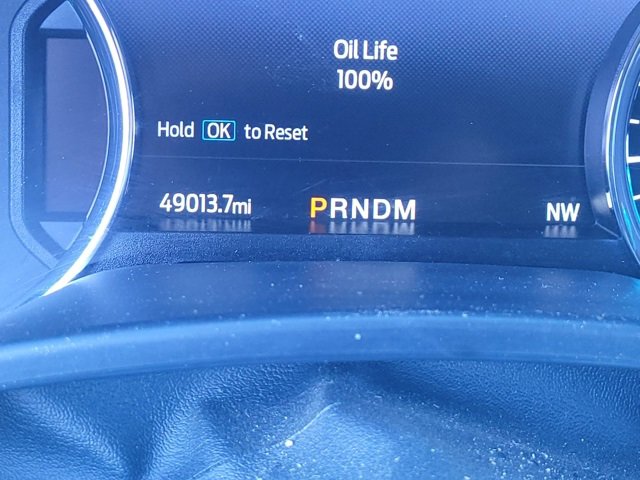 Oil Life
100%
Hold OK to Reset
49013.7mi PRNDM NW